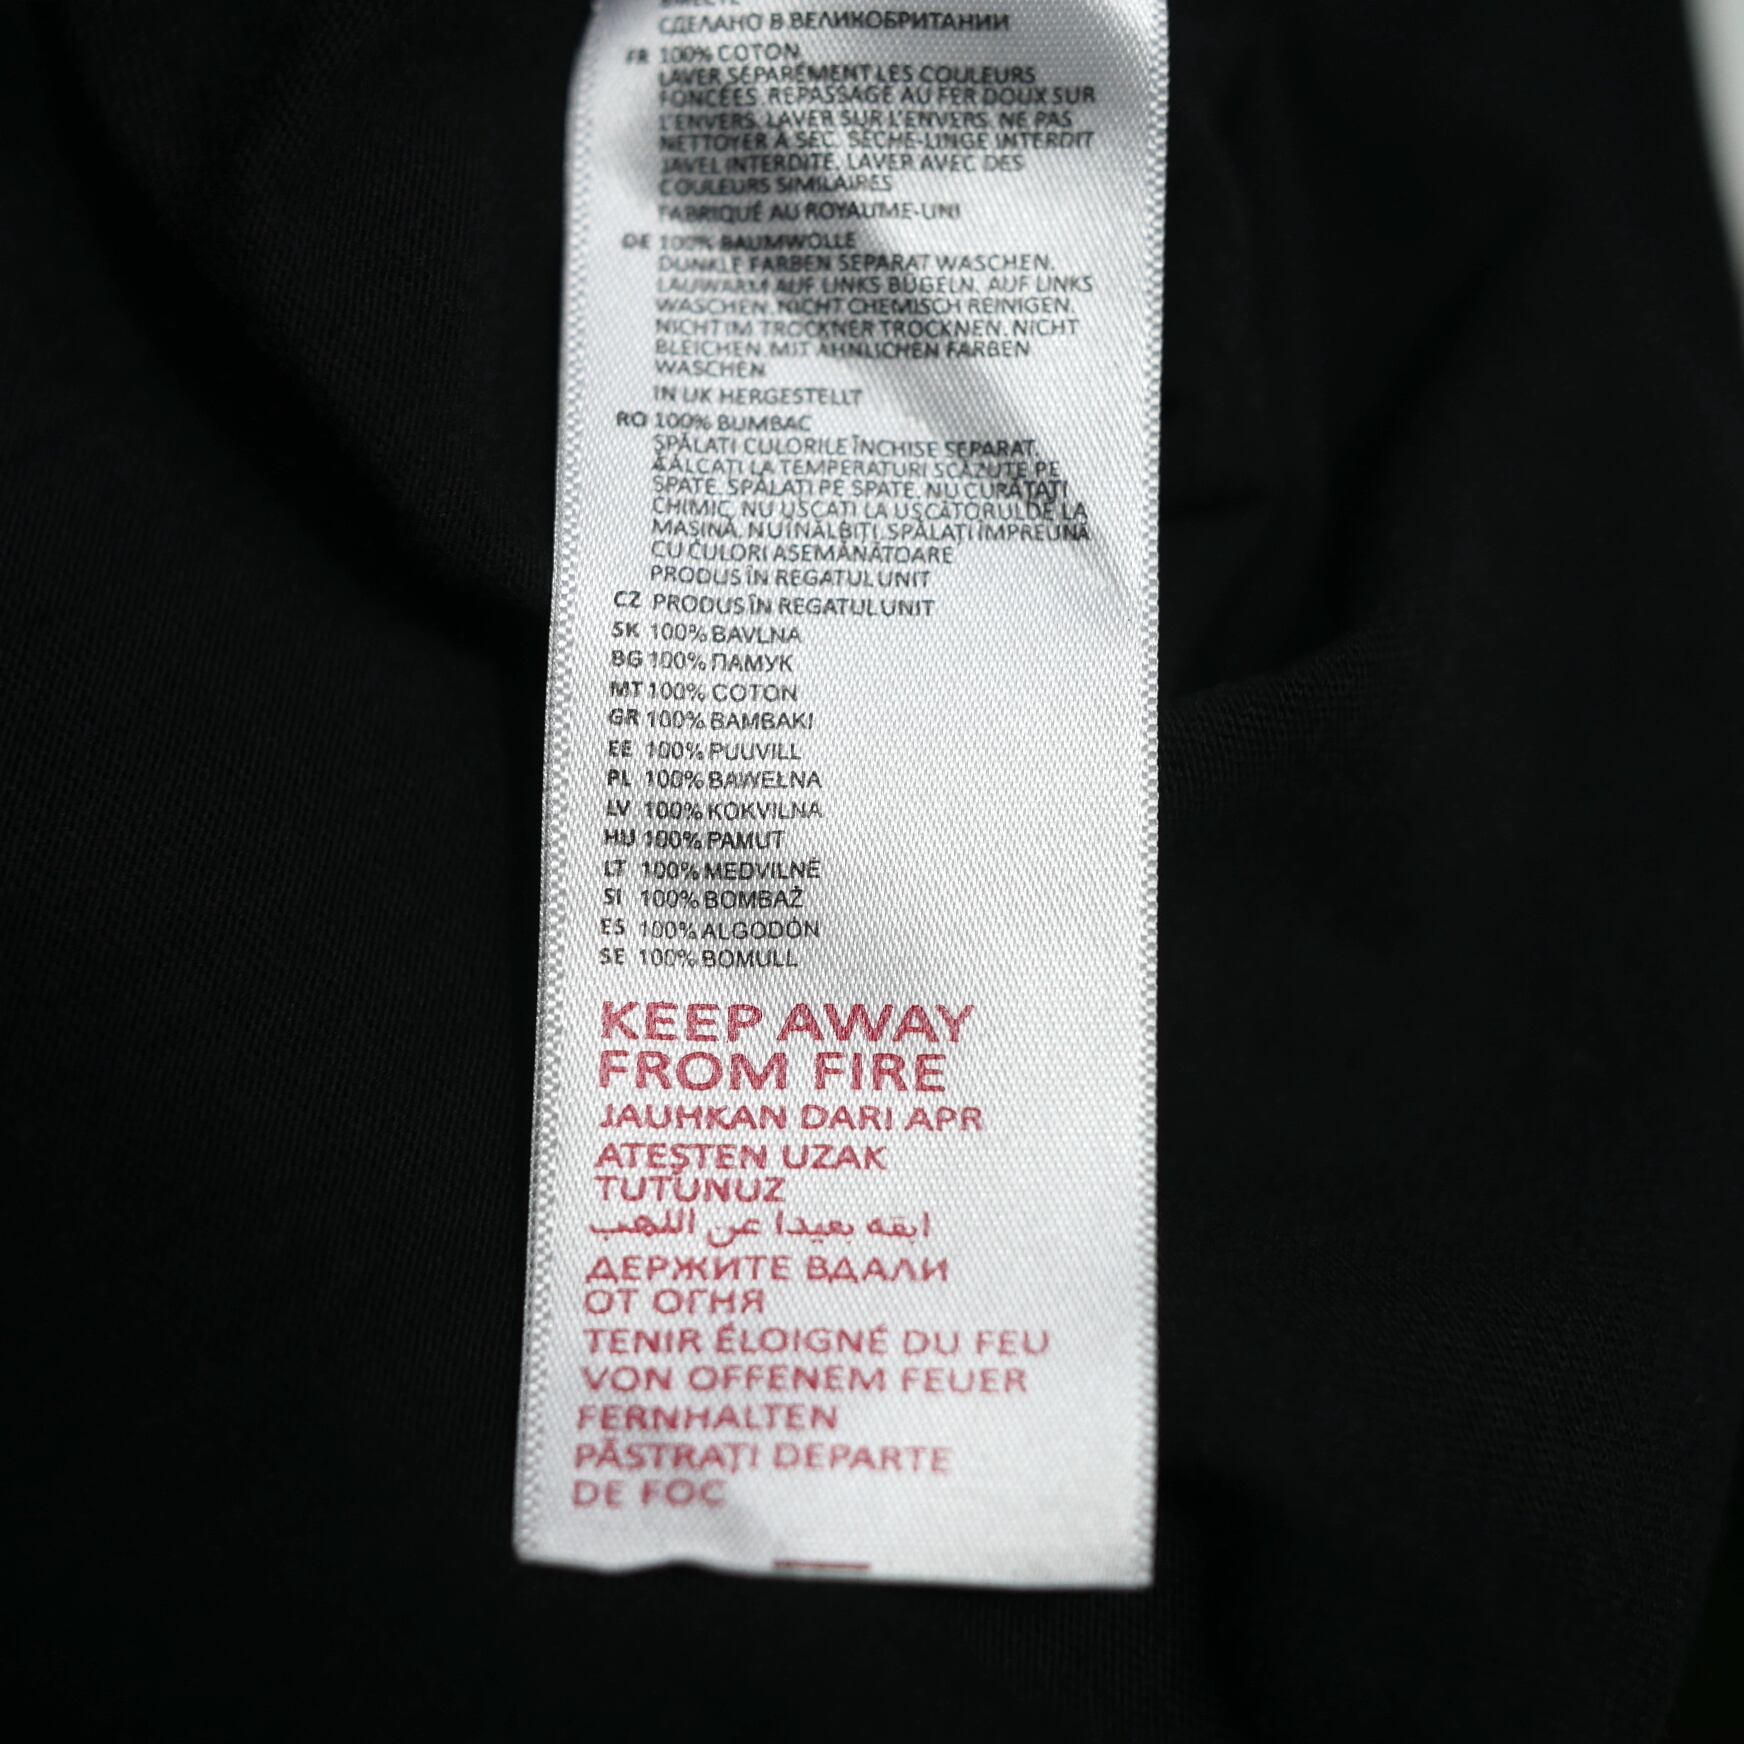 ВМЕСТЕ
СДЕЛАНО В ВЕЛИКОБРИТАНИИ
FR 100% COTON
LAVER SÉPARÉMENT LES COULEURS
FONCÉES. REPASSAGE AU FER DOUX SUR
L'ENVERS. LAVER SUR L'ENVERS. NE PAS
NETTOYER À SEC. SÈCHE-LINGE INTERDIT
JAVEL INTERDITE. LAVER AVEC DES
COULEURS SIMILAIRES
FABRIQUÉ AU ROYAUME-UNI
DE 100% BAUMWOLLE
DUNKLE FARBEN SEPARAT WASCHEN.
LAUWARM AUF LINKS BÜGELN. AUF LINKS
WASCHEN. NICHT CHEMISCH REINIGEN.
NICHT IM TROCKNER TROCKNEN. NICHT
BLEICHEN. MIT ÄHNLICHEN FARBEN
WASCHEN
IN UK HERGESTELLT
RO 100% BUMBAC
SPĂLAȚI CULORILE ÎNCHISE SEPARAT.
ĂĂLCAȚI LA TEMPERATURI SCĂZUTE PE
SPATE. SPĂLAȚI PE SPATE. NU CURĂȚAȚI
CHIMIC. NU USCAȚI LA USCĂTORUL DE LA
MAȘINĂ. NU ÎNĂLBIȚI. SPĂLAȚI ÎMPREUNĂ
CU CULORI ASEMĂNĂTOARE
PRODUS ÎN REGATUL UNIT
CZ PRODUS ÎN REGATUL UNIT
SK 100% BAVLNA
BG 100% ПАМУК
MT 100% COTON
GR 100% BAMBAKI
EE 100% PUUVILL
PL 100% BAWEŁNA
LV 100% KOKVILNA
HU 100% PAMUT
LT 100% MEDVILNĖ
SI 100% BOMBAŽ
ES 100% ALGODÓN
SE 100% BOMULL
KEEP AWAY
FROM FIRE
JAUHKAN DARI APR
ATEŞTEN UZAK
TUTUNUZ
ابقه بعيدا عن اللهب
ДЕРЖИТЕ ВДАЛИ
ОТ ОГНЯ
TENIR ÉLOIGNÉ DU FEU
VON OFFENEM FEUER
FERNHALTEN
PĂSTRAȚI DEPARTE
DE FOC